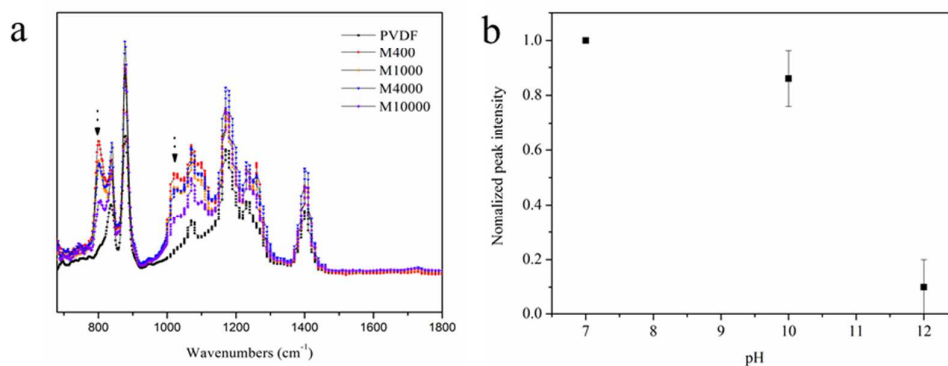 a
PVDF
M400
M1000
M4000
M10000
800 1000 1200 1400 1600 1800
Wavenumbers (cm⁻¹)
b
Nomalized peak intensity
1.0
0.8
0.6
0.4
0.2
0.0
7 8 9 10 11 12
pH